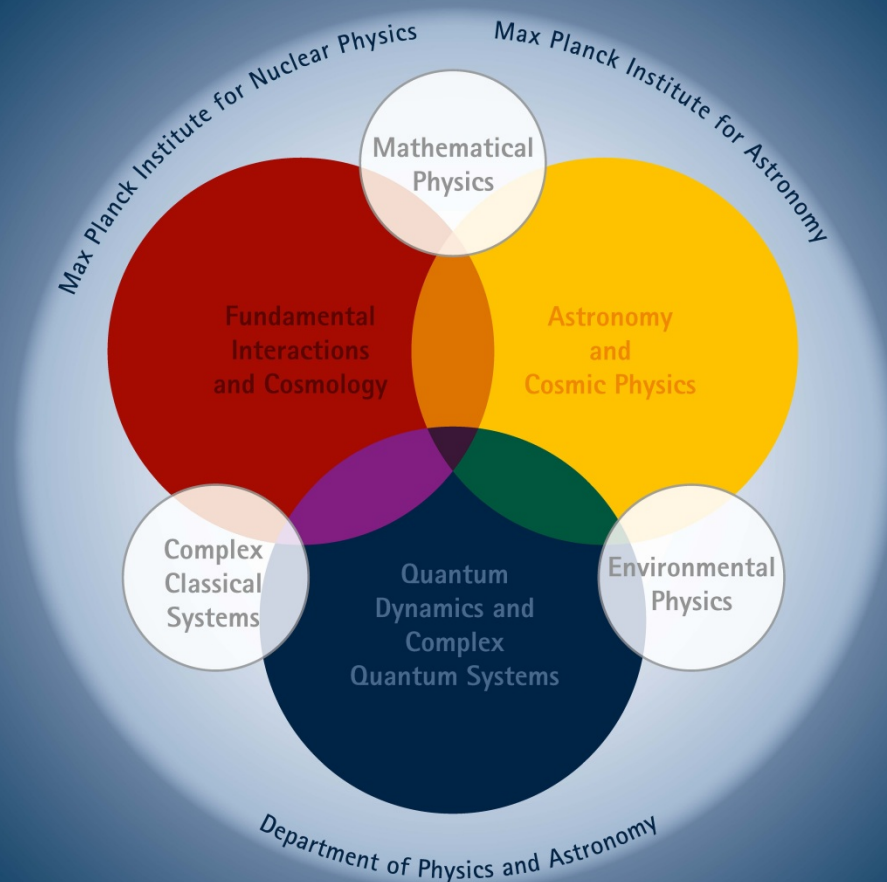 Max Planck Institute for Nuclear Physics
Max Planck Institute for Astronomy
Mathematical
Physics
Fundamental
Interactions
and Cosmology
Astronomy
and
Cosmic Physics
Complex
Classical
Systems
Quantum
Dynamics and
Complex
Quantum Systems
Environmental
Physics
Department of Physics and Astronomy